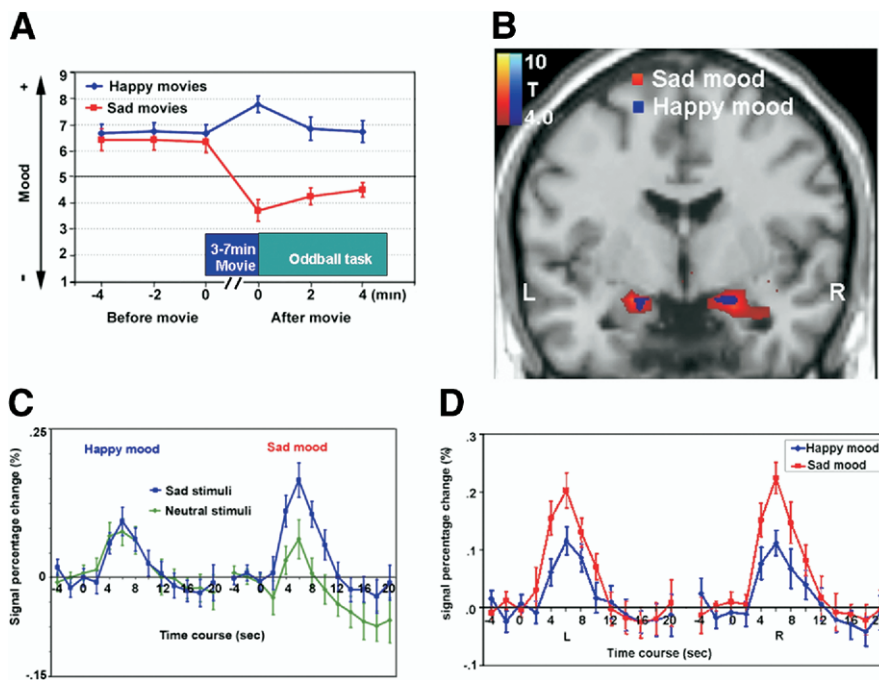 A
+
Mood
-
9
8
7
6
5
4
3
2
1
Happy movies
Sad movies
3-7min
Movie
Oddball task
-4 -2 0 0 2 4 (min)
Before movie After movie
B
10
T
4.0
Sad mood
Happy mood
L R
C
Signal percentage change (%)
.25
0
-.15
Happy mood Sad mood
Sad stimuli
Neutral stimuli
-4 0 4 8 12 16 20 -4 0 4 8 12 16 20
Time course (sec)
D
signal percentage change (%)
.3
.2
.1
.0
-.1
Happy mood
Sad mood
-4 0 4 8 12 16 20 -4 0 4 8 14 16 20
L R
Time course (sec)